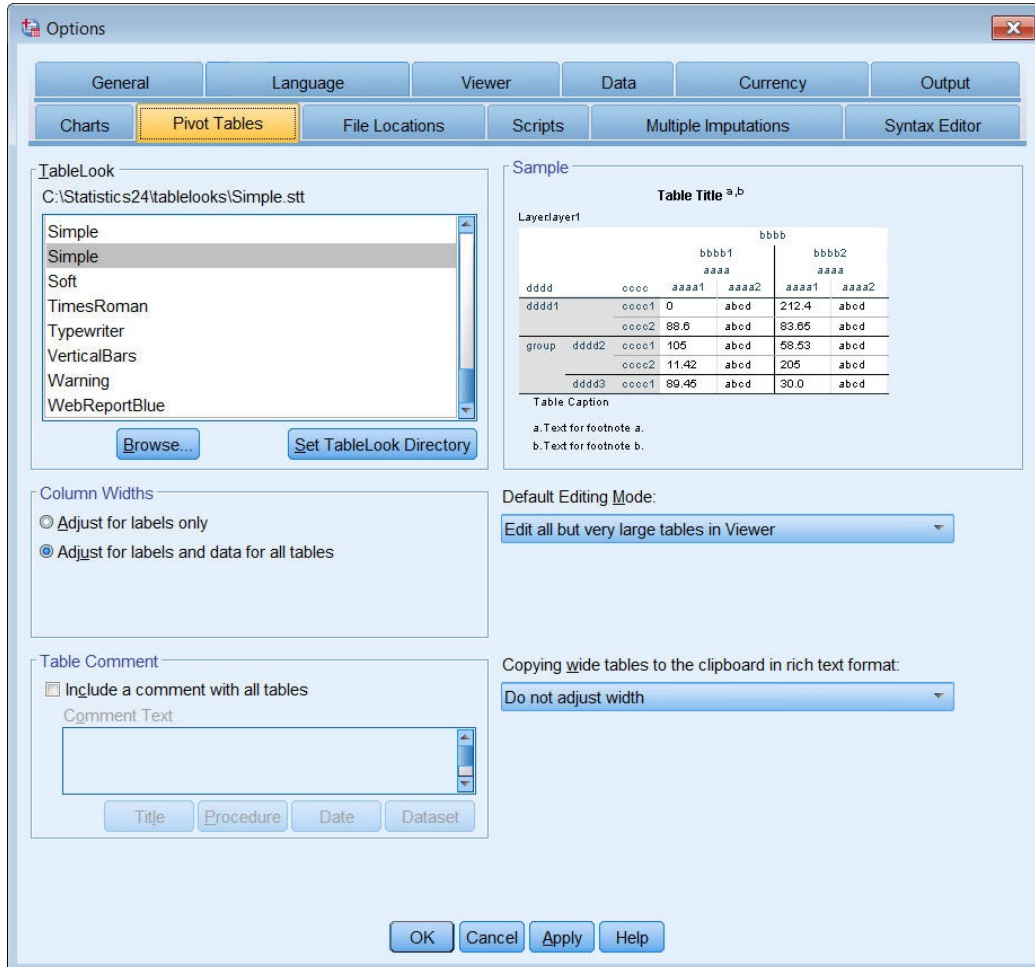 Options
General Language Viewer Data Currency Output
Charts Pivot Tables File Locations Scripts Multiple Imputations Syntax Editor
TableLook
C:\Statistics24\tablelooks\Simple.stt
Simple
Simple
Soft
TimesRoman
Typewriter
VerticalBars
Warning
WebReportBlue
Browse... Set TableLook Directory
Sample
Table Title a,b
Layer:layer1
bbbb
bbbb1 bbbb2
aaaa aaaa
dddd cccc aaaa1 aaaa2 aaaa1 aaaa2
dddd1 cccc1 0 abcd 212.4 abcd
cccc2 88.6 abcd 83.65 abcd
group dddd2 cccc1 105 abcd 58.53 abcd
cccc2 11.42 abcd 205 abcd
dddd3 cccc1 89.45 abcd 30.0 abcd
Table Caption
a.Text for footnote a.
b.Text for footnote b.
Column Widths
Adjust for labels only
Adjust for labels and data for all tables
Default Editing Mode:
Edit all but very large tables in Viewer
Table Comment
Include a comment with all tables
Comment Text
Title Procedure Date Dataset
Copying wide tables to the clipboard in rich text format:
Do not adjust width
OK Cancel Apply Help